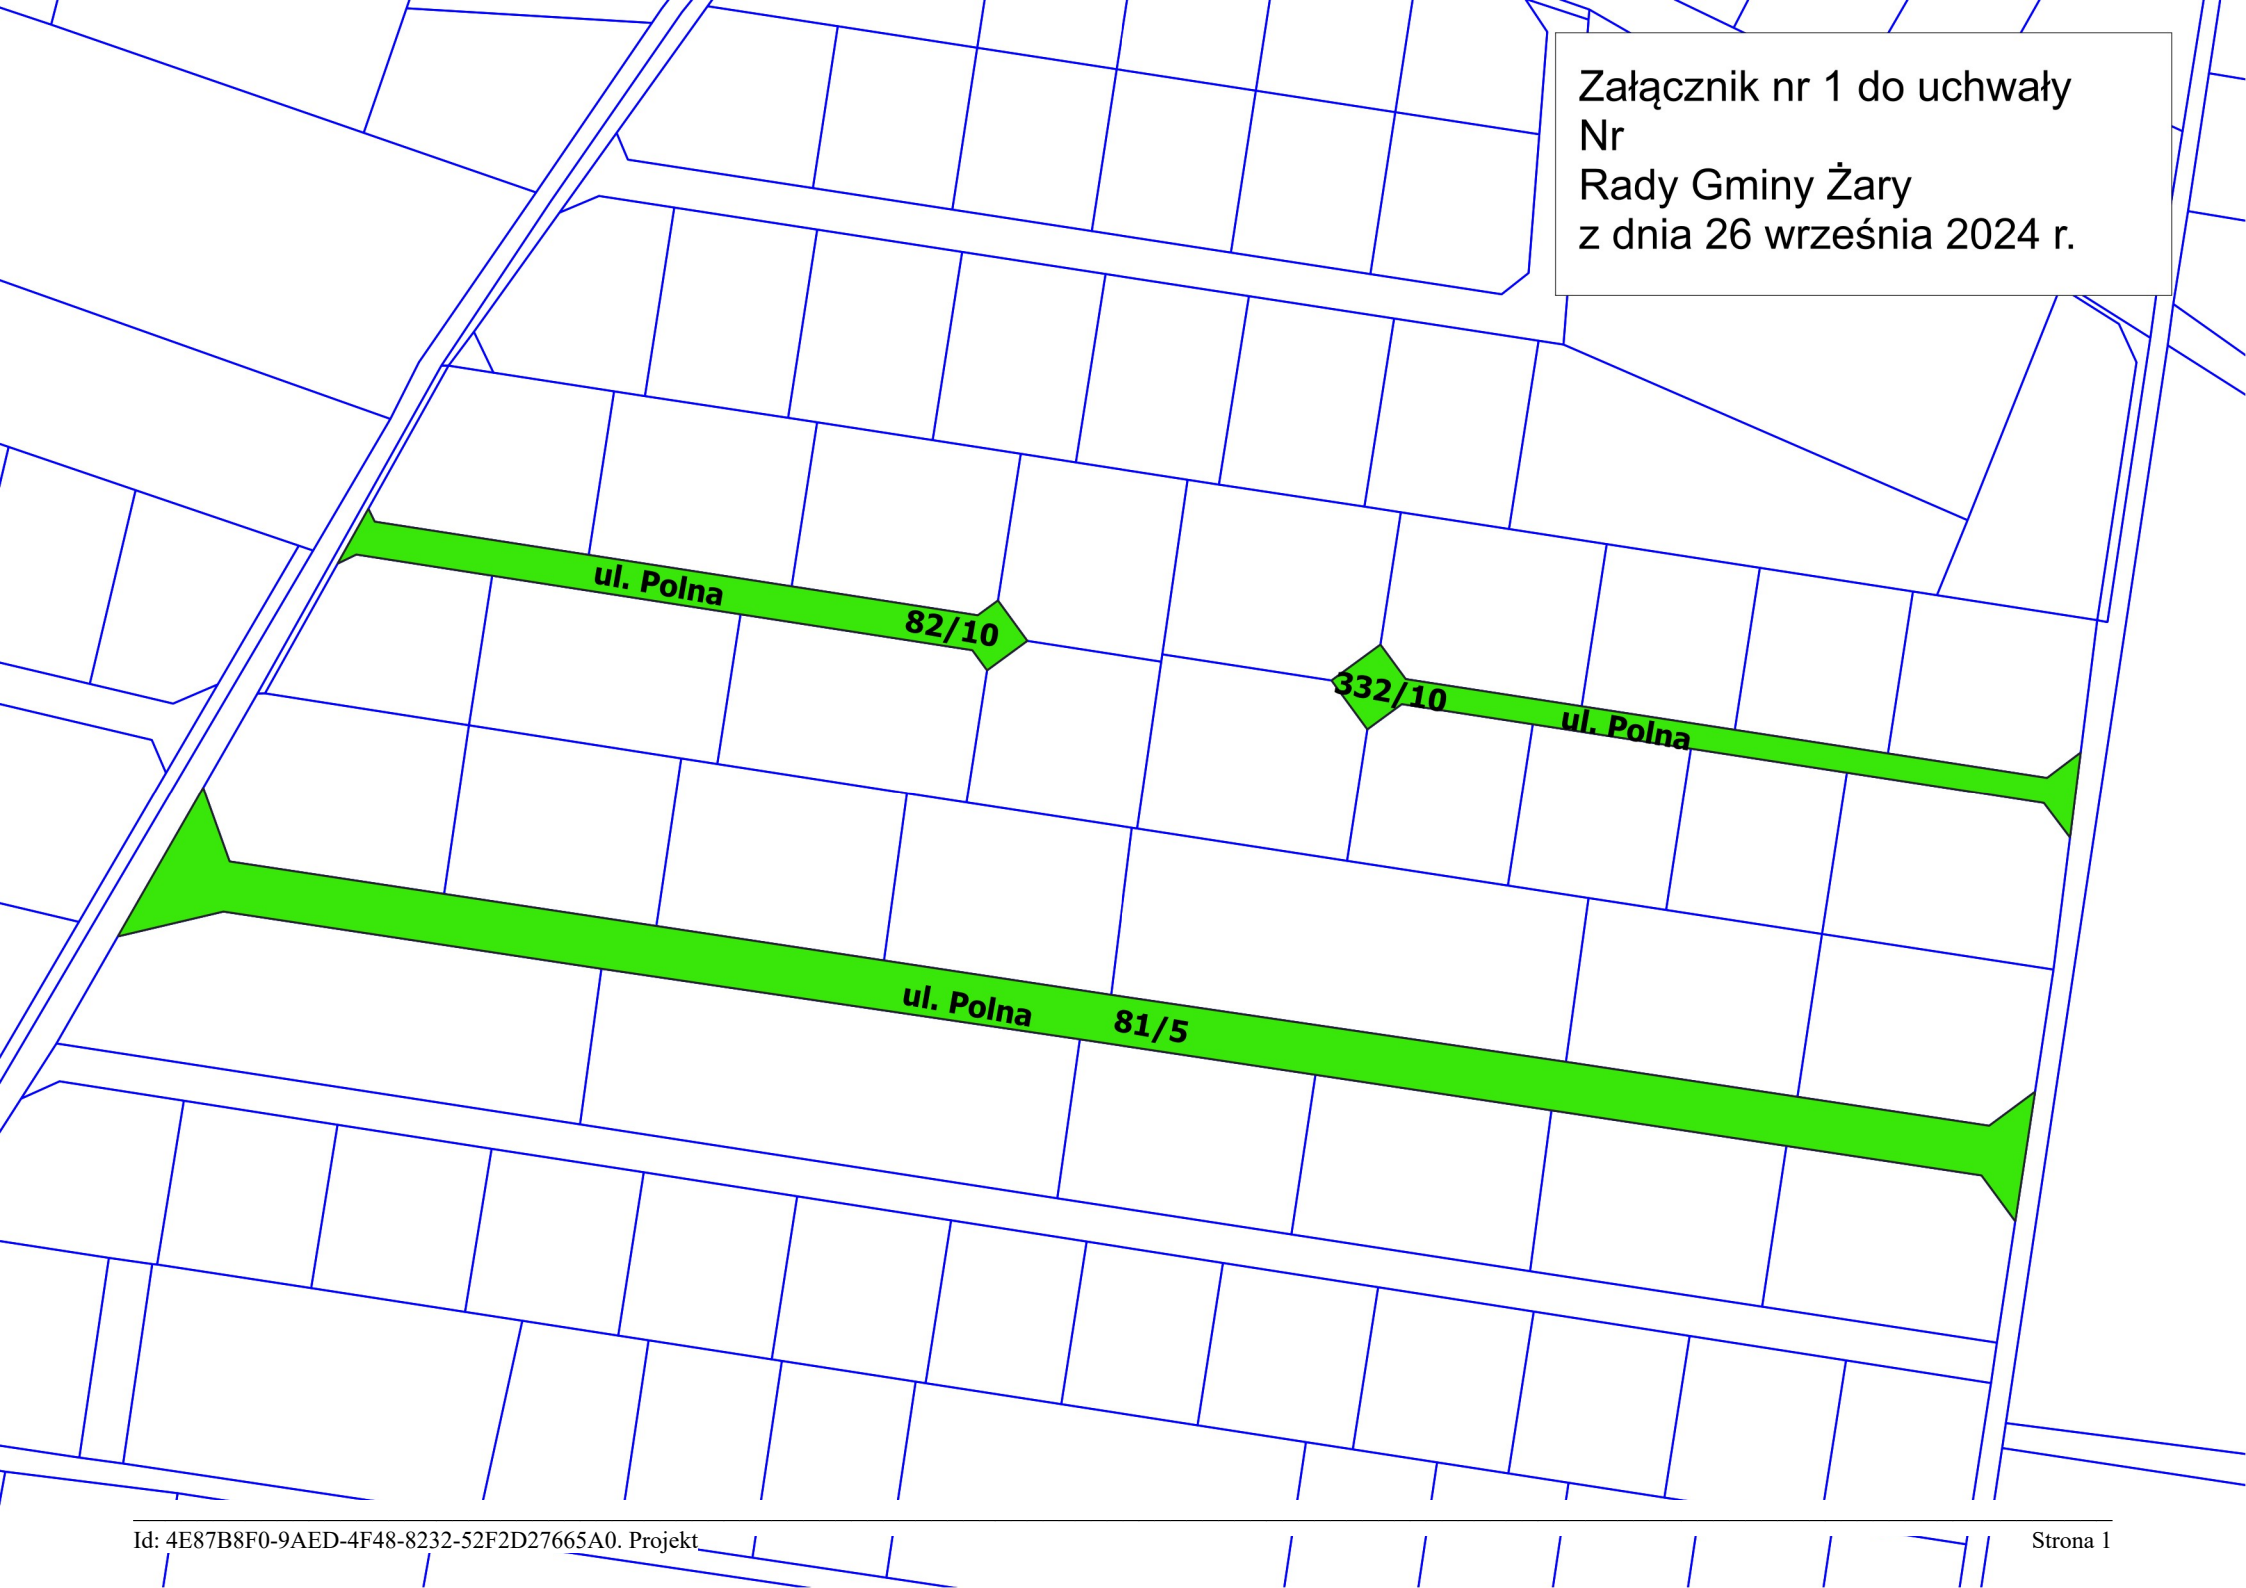 Załącznik nr 1 do uchwały
Nr
Rady Gminy Żary
z dnia 26 września 2024 r.
ul. Polna
82/10
332/10
ul. Polna
ul. Polna
81/5
Id: 4E87B8F0-9AED-4F48-8232-52F2D27665A0. Projekt
Strona 1